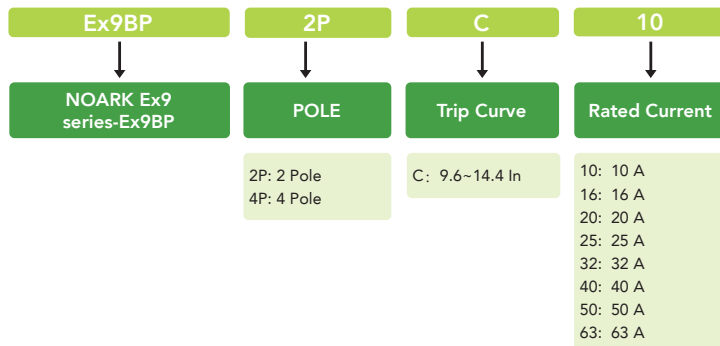 Ex9BP 2P C 10
NOARK Ex9
series-Ex9BP
POLE
Trip Curve
Rated Current
2P: 2 Pole
4P: 4 Pole
C: 9.6~14.4 In
10: 10 A
16: 16 A
20: 20 A
25: 25 A
32: 32 A
40: 40 A
50: 50 A
63: 63 A